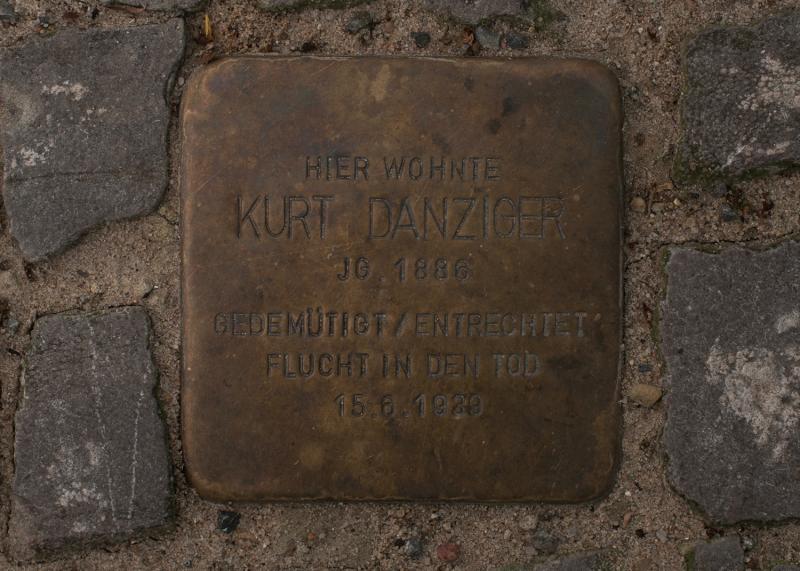 HIER WOHNTE
KURT DANZIGER
JG. 1886
GEDEMÜTIGT/ENTRECHTET
FLUCHT IN DEN TOD
15.6.1939